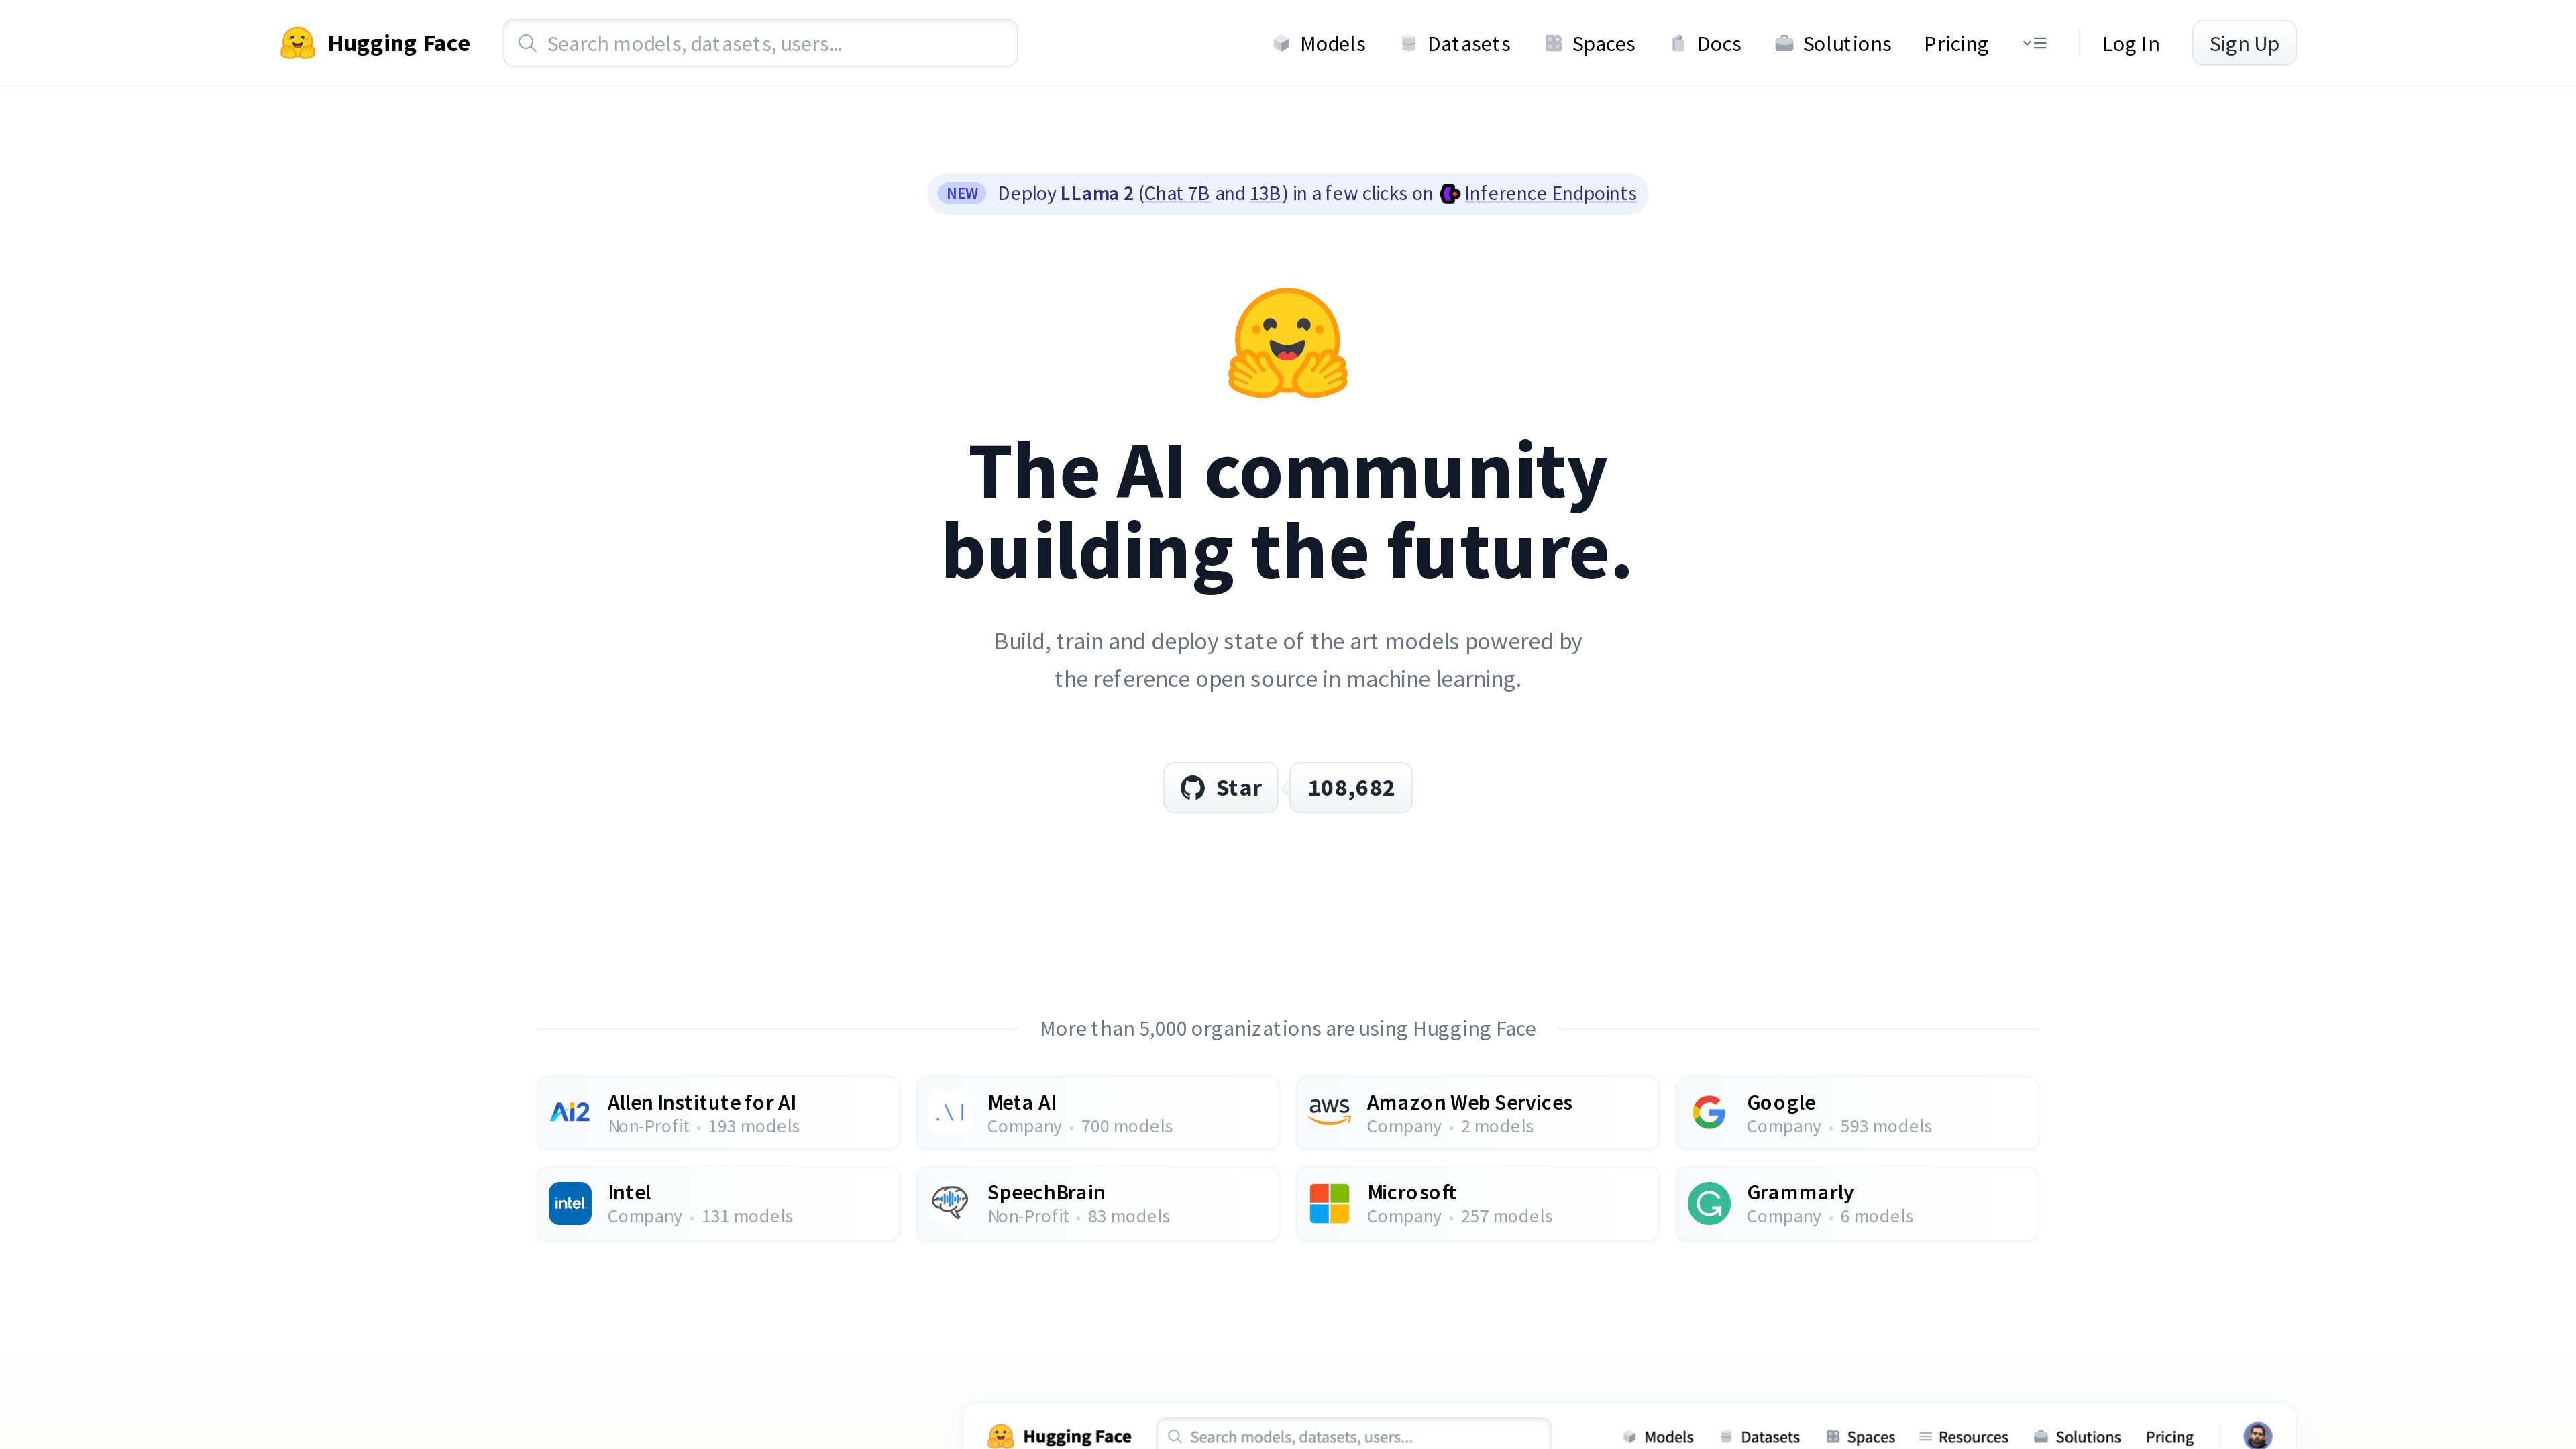 Hugging Face
Search models, datasets, users...
Models
Datasets
Spaces
Docs
Solutions
Pricing
Log In
Sign Up
NEW Deploy LLama 2 (Chat 7B and 13B) in a few clicks on Inference Endpoints
The AI community
building the future.
Build, train and deploy state of the art models powered by
the reference open source in machine learning.
Star 108,682
More than 5,000 organizations are using Hugging Face
Ai2
Allen Institute for AI
Non-Profit • 193 models
Meta AI
Company • 700 models
aws
Amazon Web Services
Company • 2 models
Google
Company • 593 models
intel
Intel
Company • 131 models
SpeechBrain
Non-Profit • 83 models
Microsoft
Company • 257 models
Grammarly
Company • 6 models
Hugging Face
Search models, datasets, users...
Models
Datasets
Spaces
Resources
Solutions
Pricing